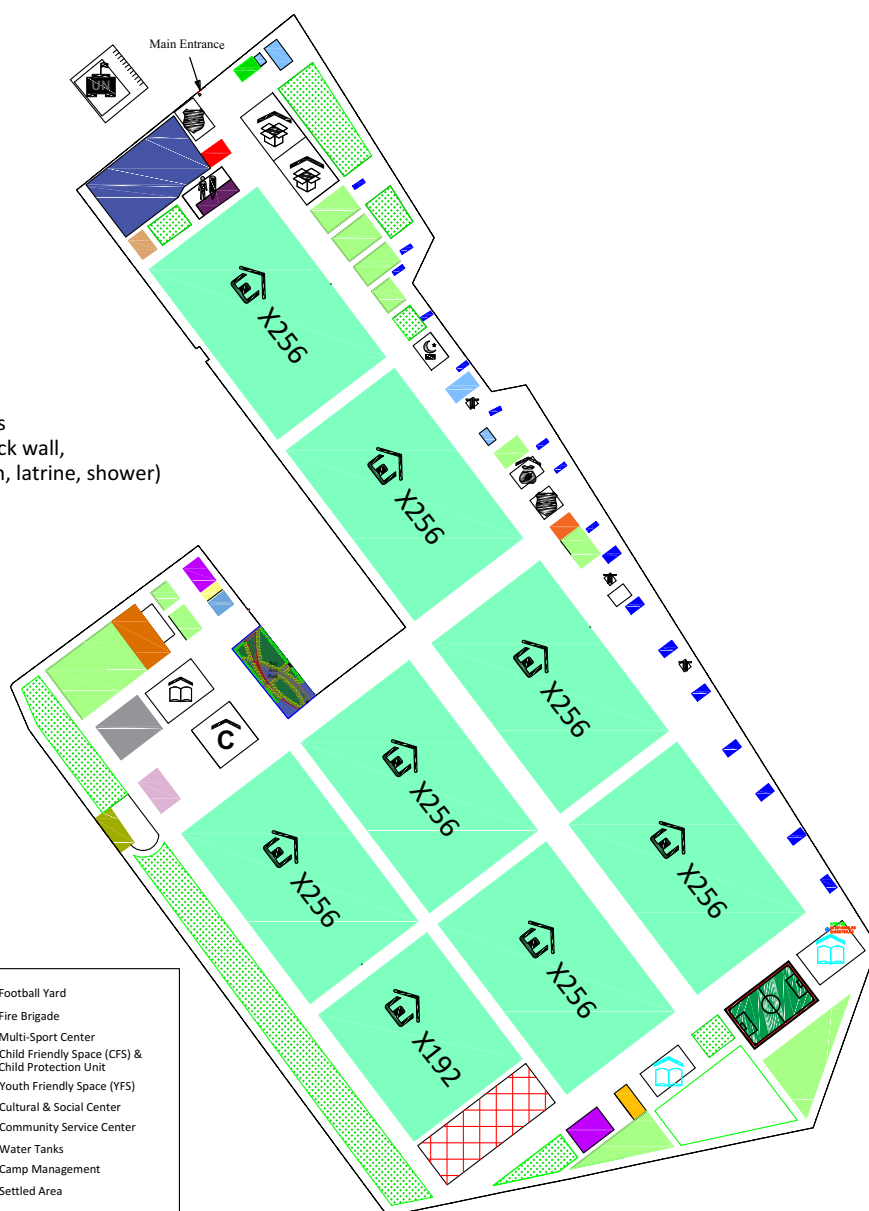 Main Entrance
UN
X256
X256
s
ck wall,
n, latrine, shower)
X256
X256
X256
X256
C
X256
X192
Football Yard
Fire Brigade
Multi-Sport Center
Child Friendly Space (CFS) &
Child Protection Unit
Youth Friendly Space (YFS)
Cultural & Social Center
Community Service Center
Water Tanks
Camp Management
Settled Area